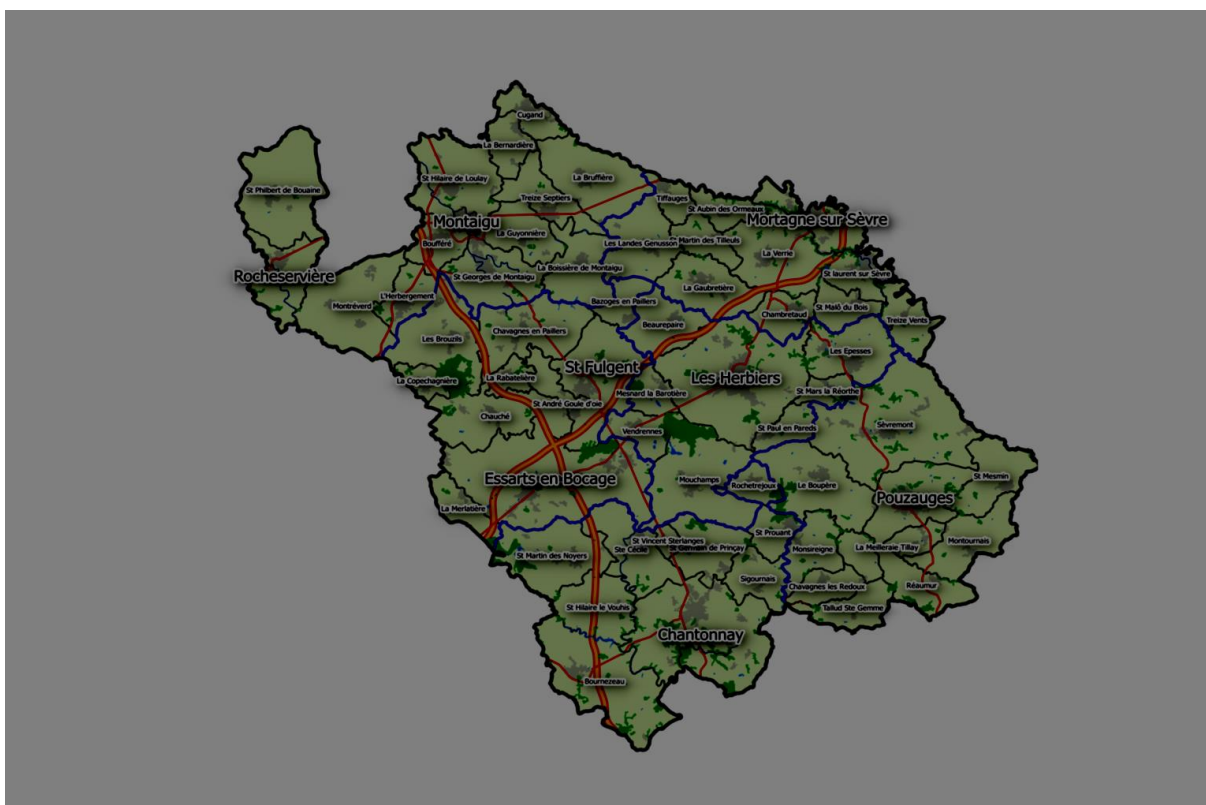 Cugand
La Bernardière
St Hilaire de Loulay
La Bruffière
St Philbert de Bouaine
Treize Septiers
Tiffauges
St Aubin des Ormeaux
Montaigu
Mortagne sur Sèvre
La Guyonnière
Boufféré
Les Landes Genusson
St Martin des Tilleuls
La Verrie
Rocheservière
St Georges de Montaigu
La Boissière de Montaigu
St laurent sur Sèvre
La Gaubretière
L'Herbergement
Montréverd
Bazoges en Pailiers
Chambretaud
St Malô du Bois
Treize Vents
Beaurepaire
Chavagnes en Paillers
Les Brouzils
Les Epesses
St Fulgent
La Copechagnière
La Rabatelière
Les Herbiers
Mesnard la Barotière
St Mars la Réorthe
St André Goule d'oie
Chauché
Vendrennes
St Paul en Pareds
Sèvremont
Essarts en Bocage
Mouchamps
Rochetrejoux
Le Boupère
St Mesmin
Pouzauges
La Merlatière
St Prouant
St Vincent Sterlanges
Ste Cécile
St Germain de Prinçay
Monsireigne
La Meilleraie Tillay
Montournais
St Martin des Noyers
Sigournais
Chavagnes les Redoux
Réaumur
St Hilaire le Vouhis
Tallud Ste Gemme
Chantonnay
Bournezeau